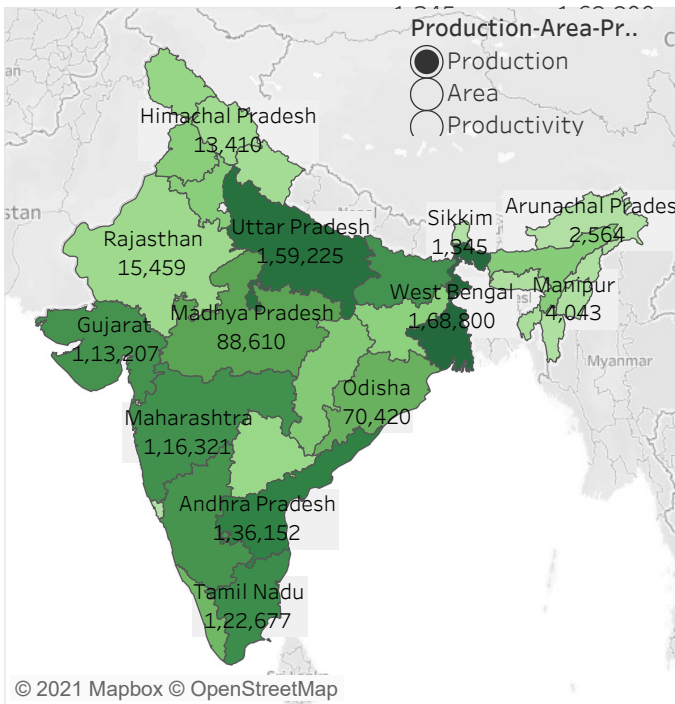 Production-Area-Pr..
Production
Area
Productivity
Himachal Pradesh
13,410
Uttar Pradesh
1,59,225
Sikkim
1,345
Arunachal Prades
2,564
Rajasthan
15,459
West Bengal
1,68,800
Manipur
4,043
Gujarat
1,13,207
Madhya Pradesh
88,610
Myanmar
Odisha
70,420
Maharashtra
1,16,321
Andhra Pradesh
1,36,152
Tamil Nadu
1,22,677
© 2021 Mapbox © OpenStreetMap